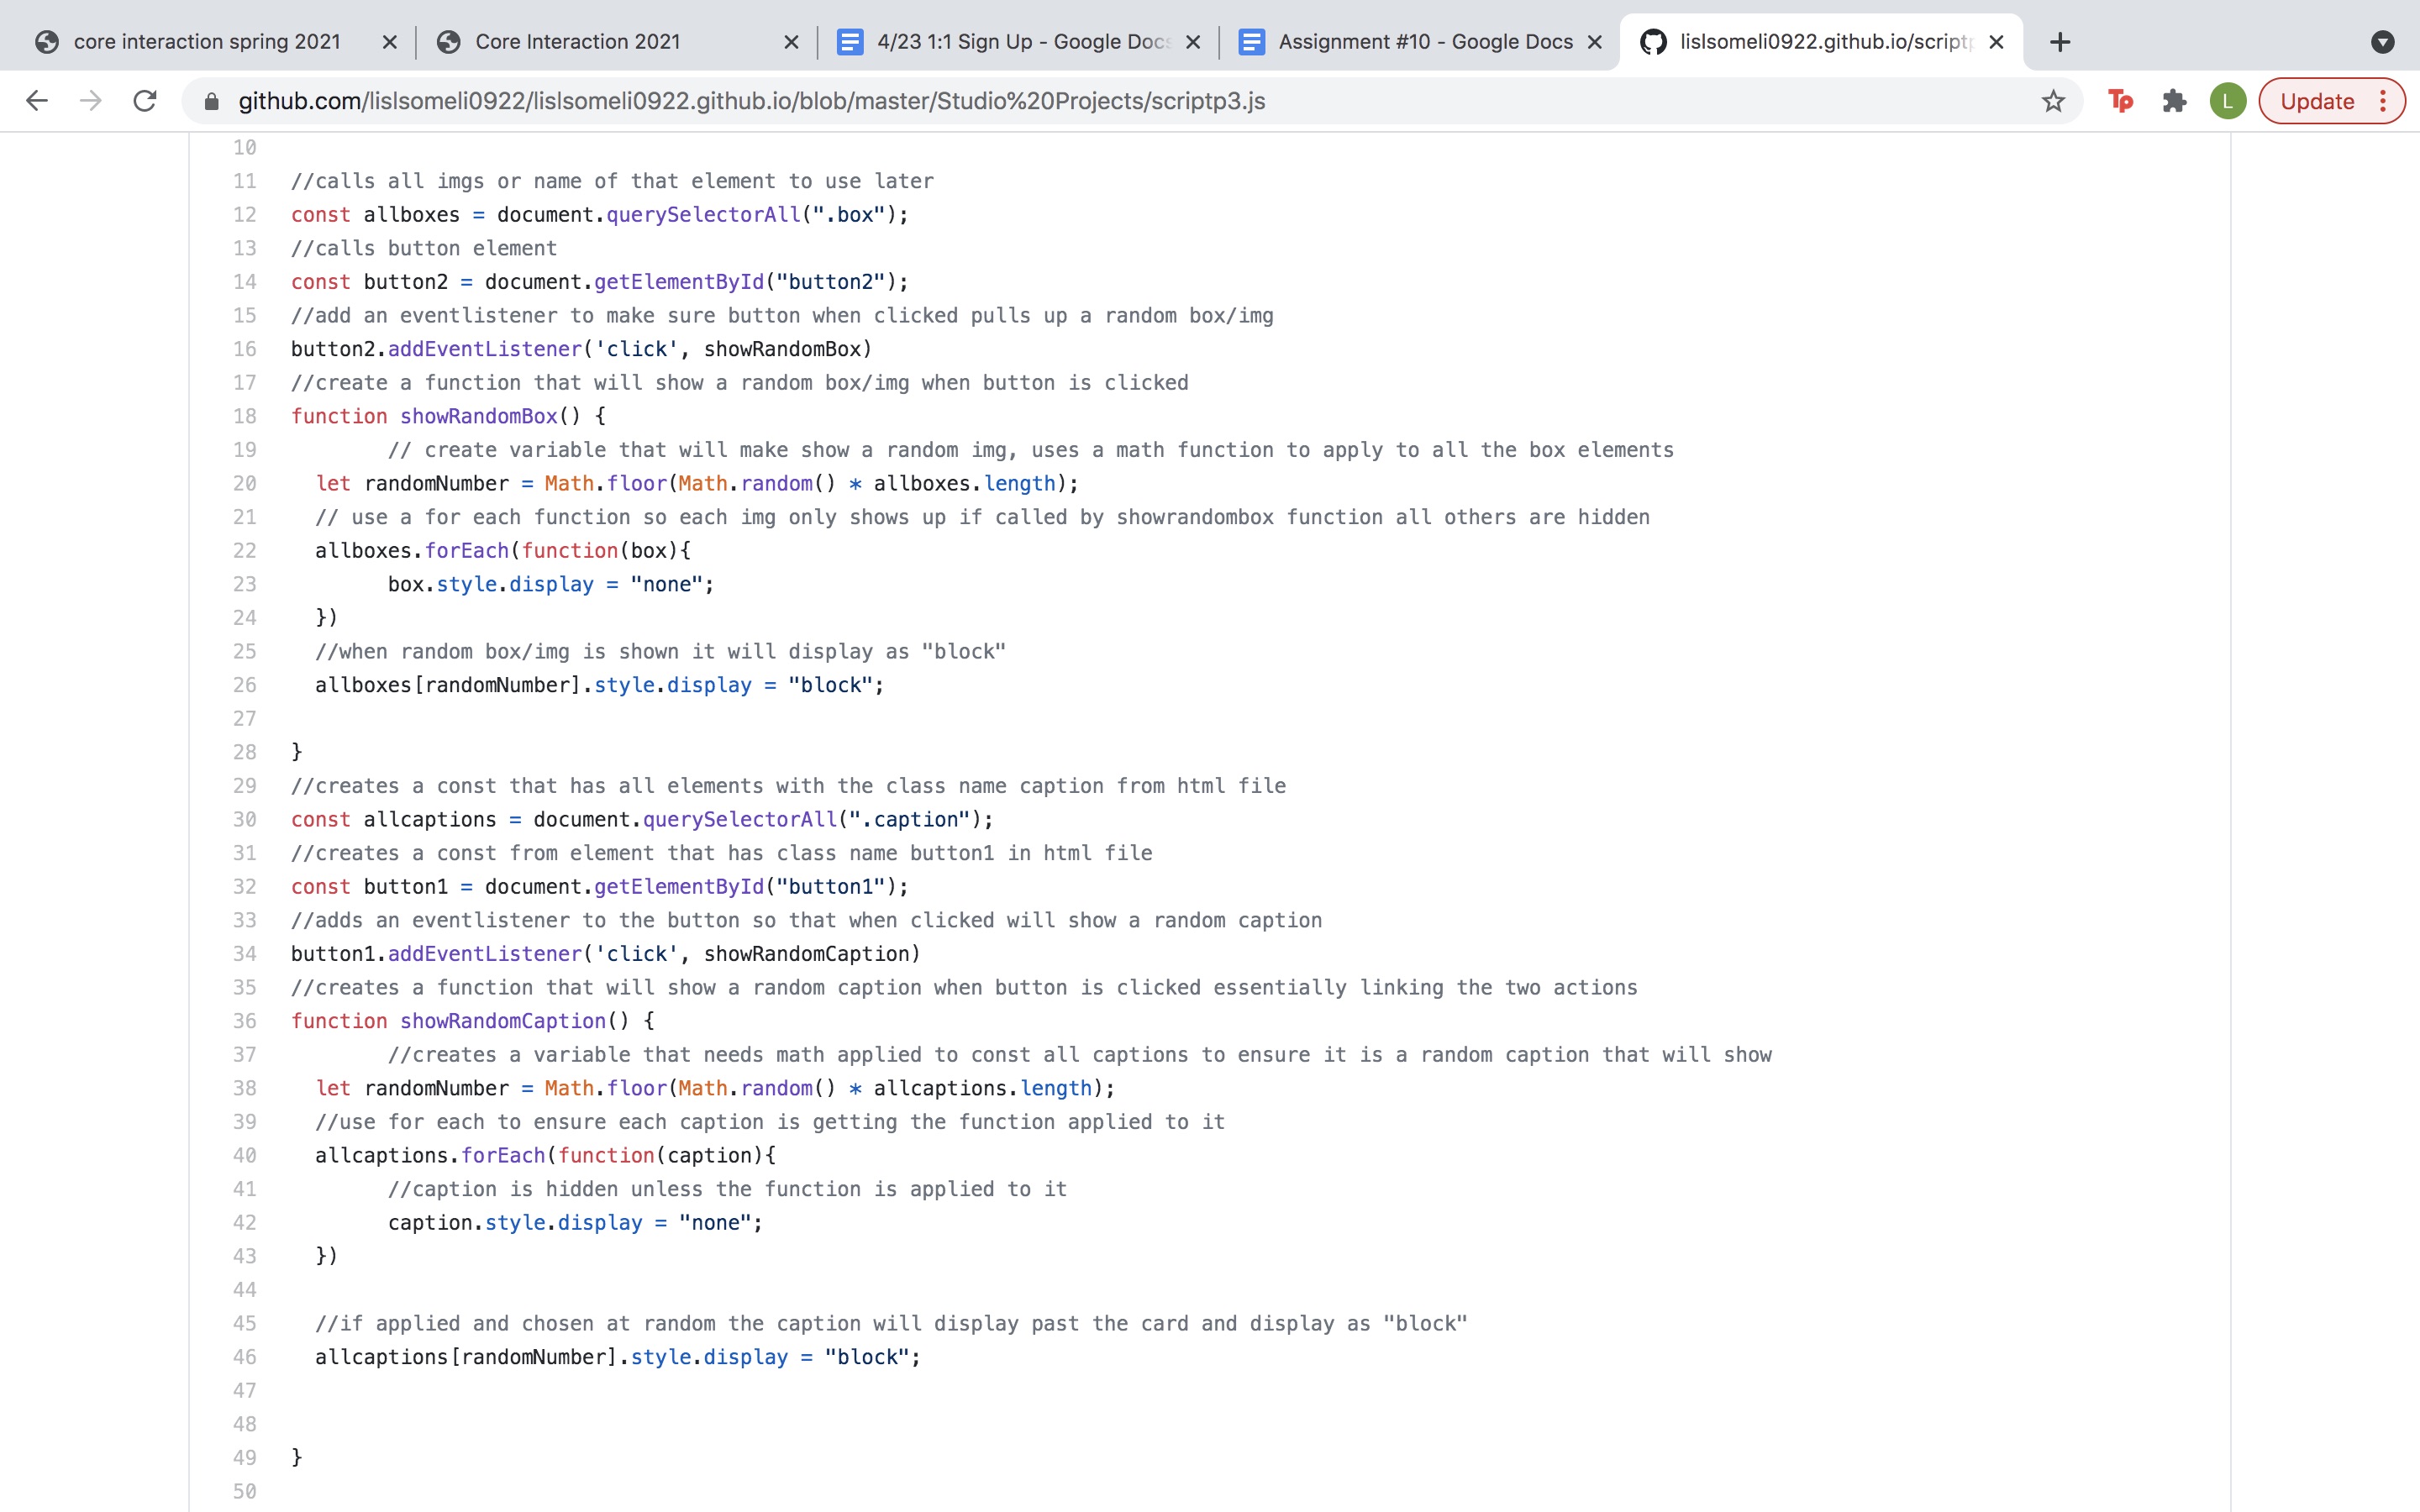 core interaction spring 2021
Core Interaction 2021
4/23 1:1 Sign Up - Google Docs
Assignment #10 - Google Docs
lislsomeli0922.github.io/scriptp
github.com/lislsomeli0922/lislsomeli0922.github.io/blob/master/Studio%20Projects/scriptp3.js
Tp
L
Update
10
11 //calls all imgs or name of that element to use later
12 const allboxes = document.querySelectorAll(".box");
13 //calls button element
14 const button2 = document.getElementById("button2");
15 //add an eventlistener to make sure button when clicked pulls up a random box/img
16 button2.addEventListener('click', showRandomBox)
17 //create a function that will show a random box/img when button is clicked
18 function showRandomBox() {
19 // create variable that will make show a random img, uses a math function to apply to all the box elements
20 let randomNumber = Math.floor(Math.random() * allboxes.length);
21 // use a for each function so each img only shows up if called by showrandombox function all others are hidden
22 allboxes.forEach(function(box){
23 box.style.display = "none";
24 })
25 //when random box/img is shown it will display as "block"
26 allboxes[randomNumber].style.display = "block";
27
28 }
29 //creates a const that has all elements with the class name caption from html file
30 const allcaptions = document.querySelectorAll(".caption");
31 //creates a const from element that has class name button1 in html file
32 const button1 = document.getElementById("button1");
33 //adds an eventlistener to the button so that when clicked will show a random caption
34 button1.addEventListener('click', showRandomCaption)
35 //creates a function that will show a random caption when button is clicked essentially linking the two actions
36 function showRandomCaption() {
37 //creates a variable that needs math applied to const all captions to ensure it is a random caption that will show
38 let randomNumber = Math.floor(Math.random() * allcaptions.length);
39 //use for each to ensure each caption is getting the function applied to it
40 allcaptions.forEach(function(caption){
41 //caption is hidden unless the function is applied to it
42 caption.style.display = "none";
43 })
44
45 //if applied and chosen at random the caption will display past the card and display as "block"
46 allcaptions[randomNumber].style.display = "block";
47
48
49 }
50